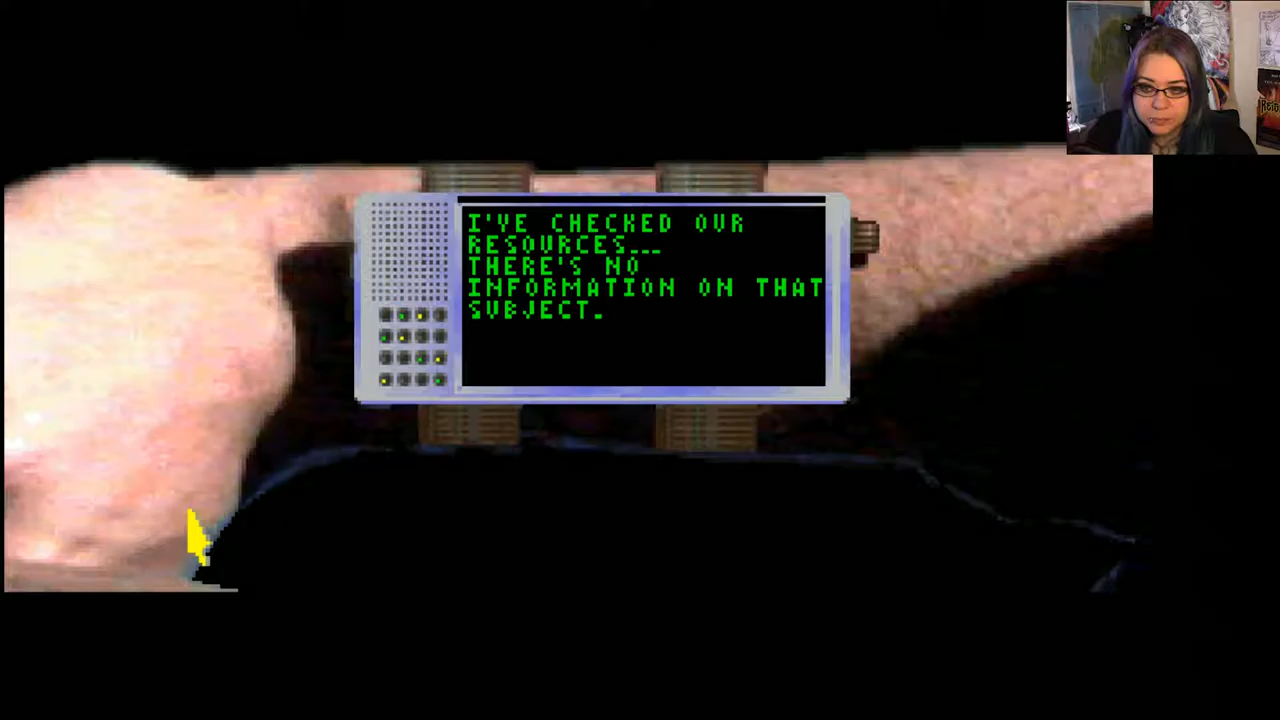 I'VE CHECKED OUR
RESOURCES...
THERE'S NO
INFORMATION ON THAT
SUBJECT.